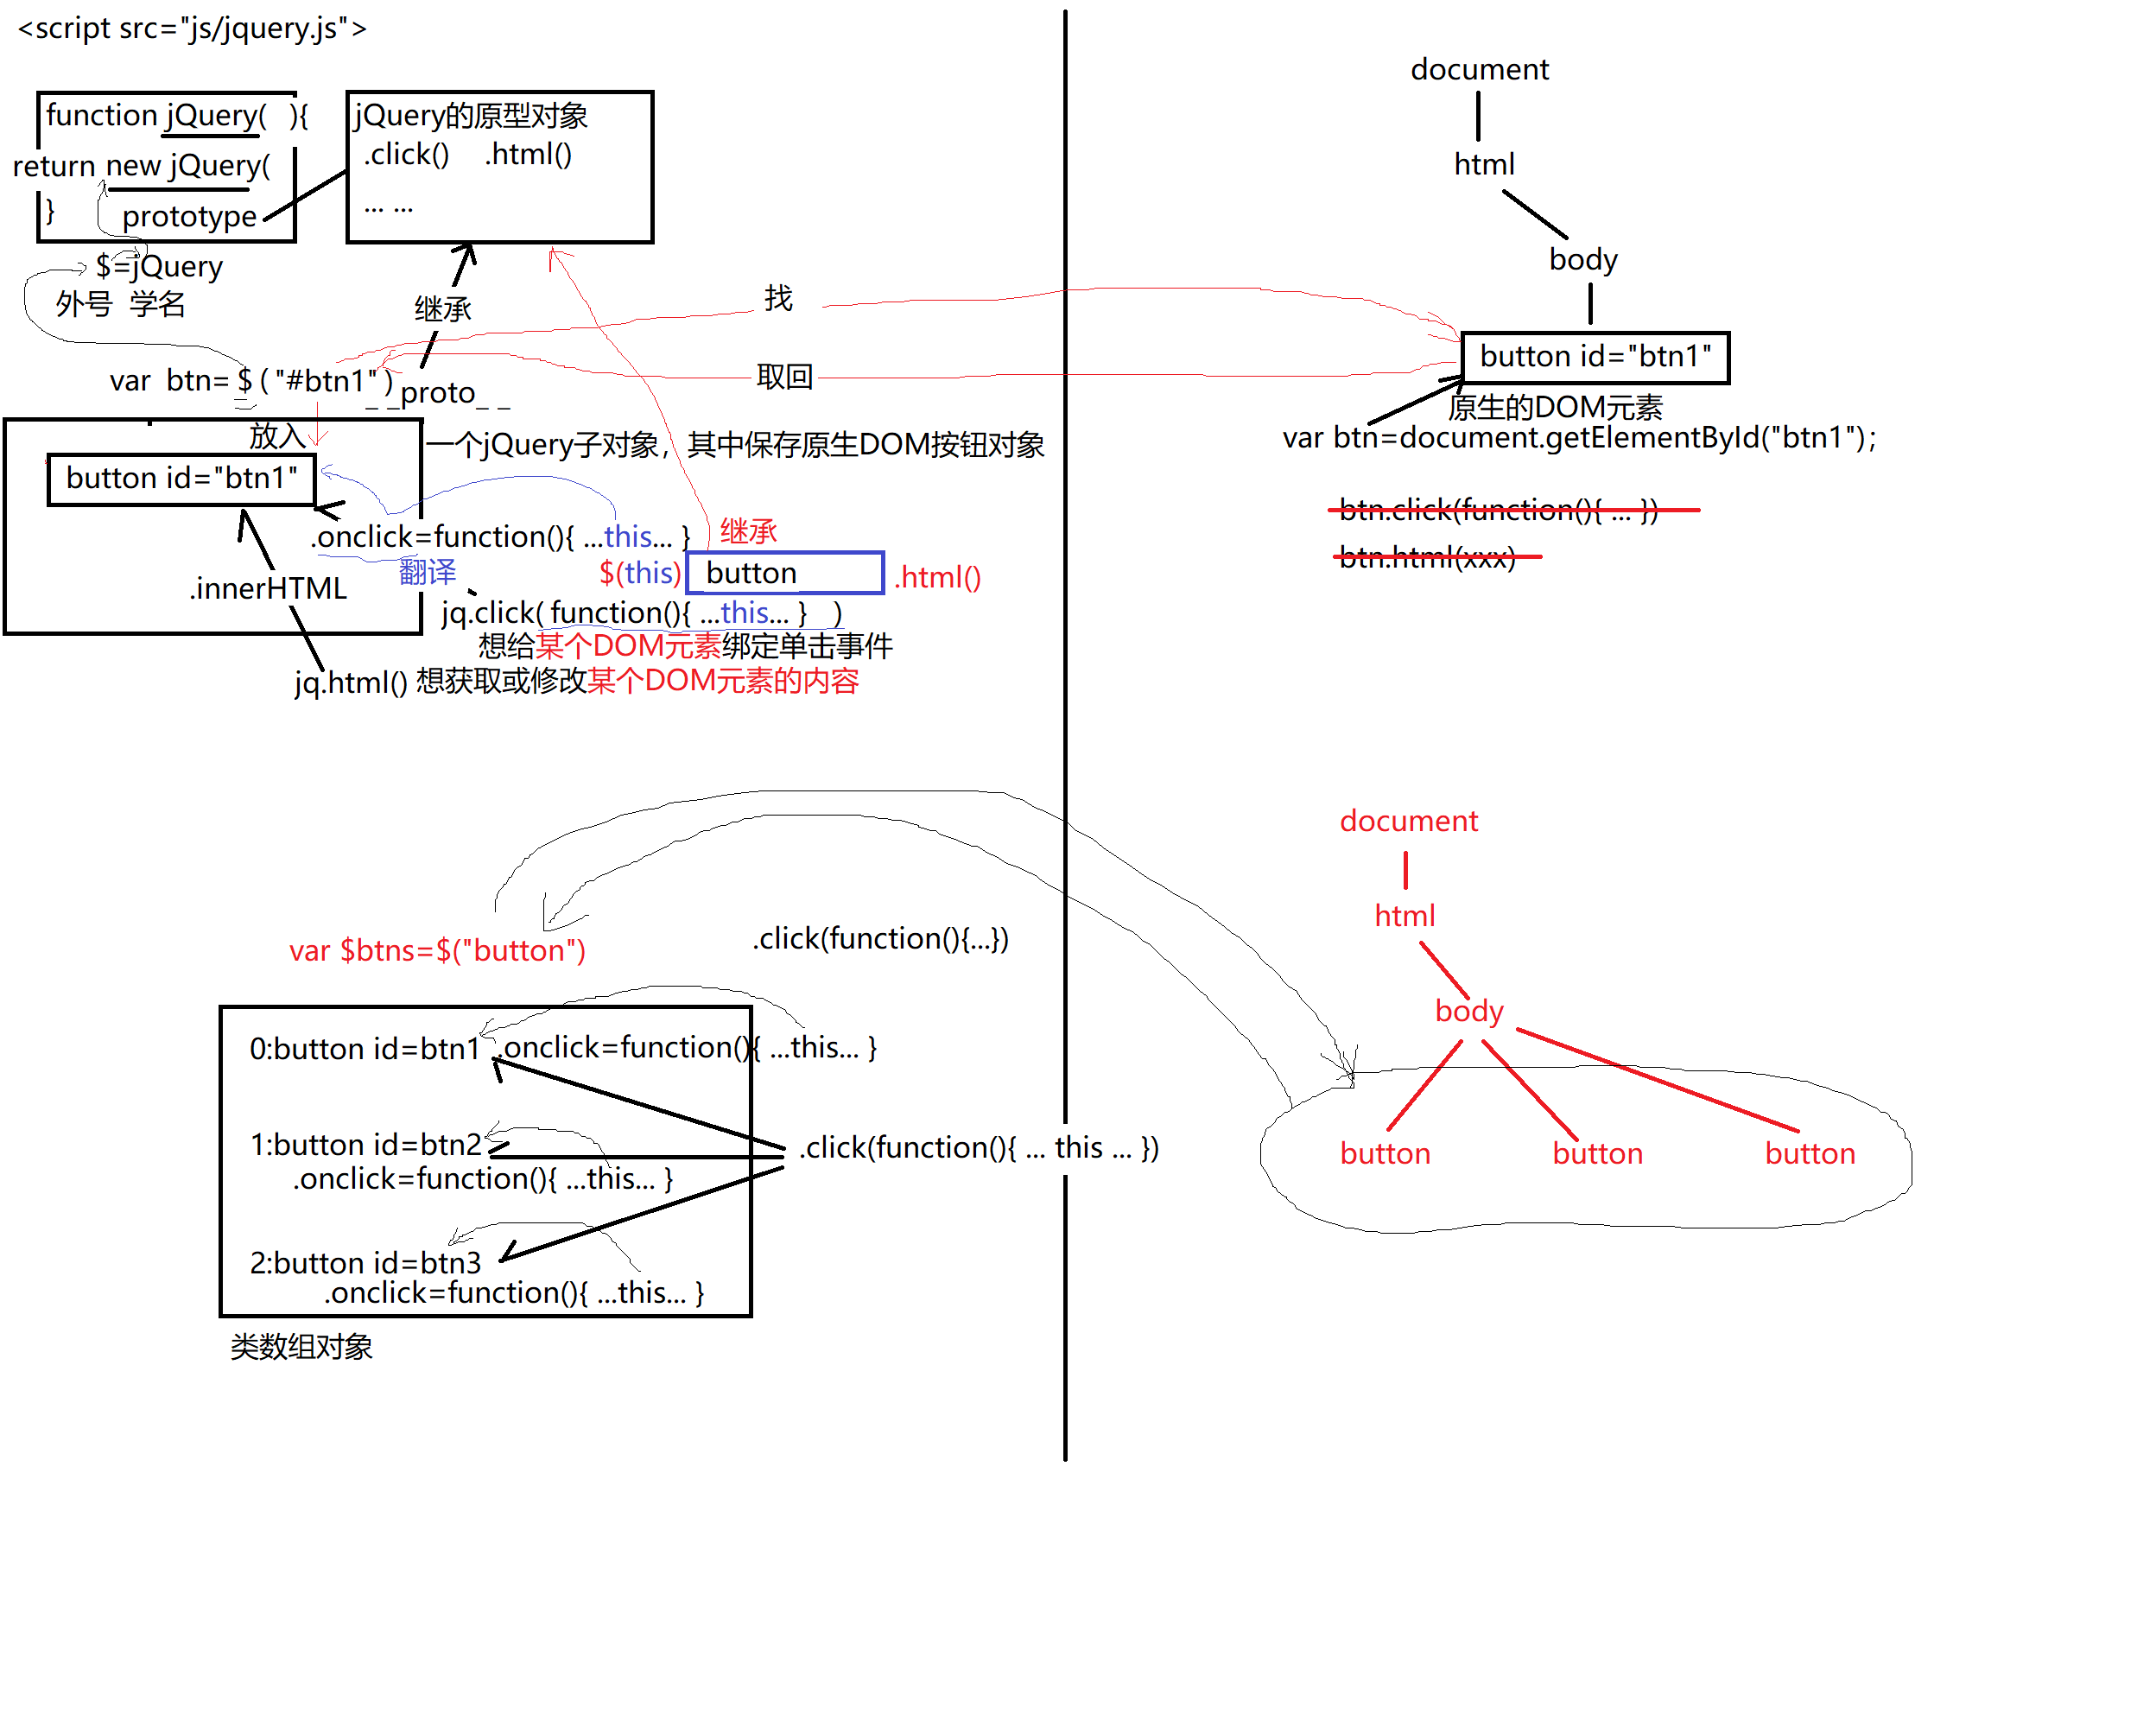 <script src="js/jquery.js">
function jQuery( ){
return new jQuery(
}
prototype
$=jQuery
外号 学名
jQuery的原型对象
.click() .html()
... ...
继承
找
取回
var btn= $ ( "#btn1" )
_ _proto_ _
放入
一个jQuery子对象，其中保存原生DOM按钮对象
button id="btn1"
.onclick=function(){ ...this... }
继承
翻译
$(this)
button
.html()
.innerHTML
jq.click( function(){ ...this... } )
想给某个DOM元素绑定单击事件
jq.html() 想获取或修改某个DOM元素的内容
document
html
body
button id="btn1"
原生的DOM元素
var btn=document.getElementById("btn1");
btn.click(function(){ ... })
btn.html(xxx)
var $btns=$("button")
.click(function(){...})
0:button id=btn1 .onclick=function(){ ...this... }
1:button id=btn2
.onclick=function(){ ...this... }
.click(function(){ ... this ... })
2:button id=btn3
.onclick=function(){ ...this... }
类数组对象
document
html
body
button button button